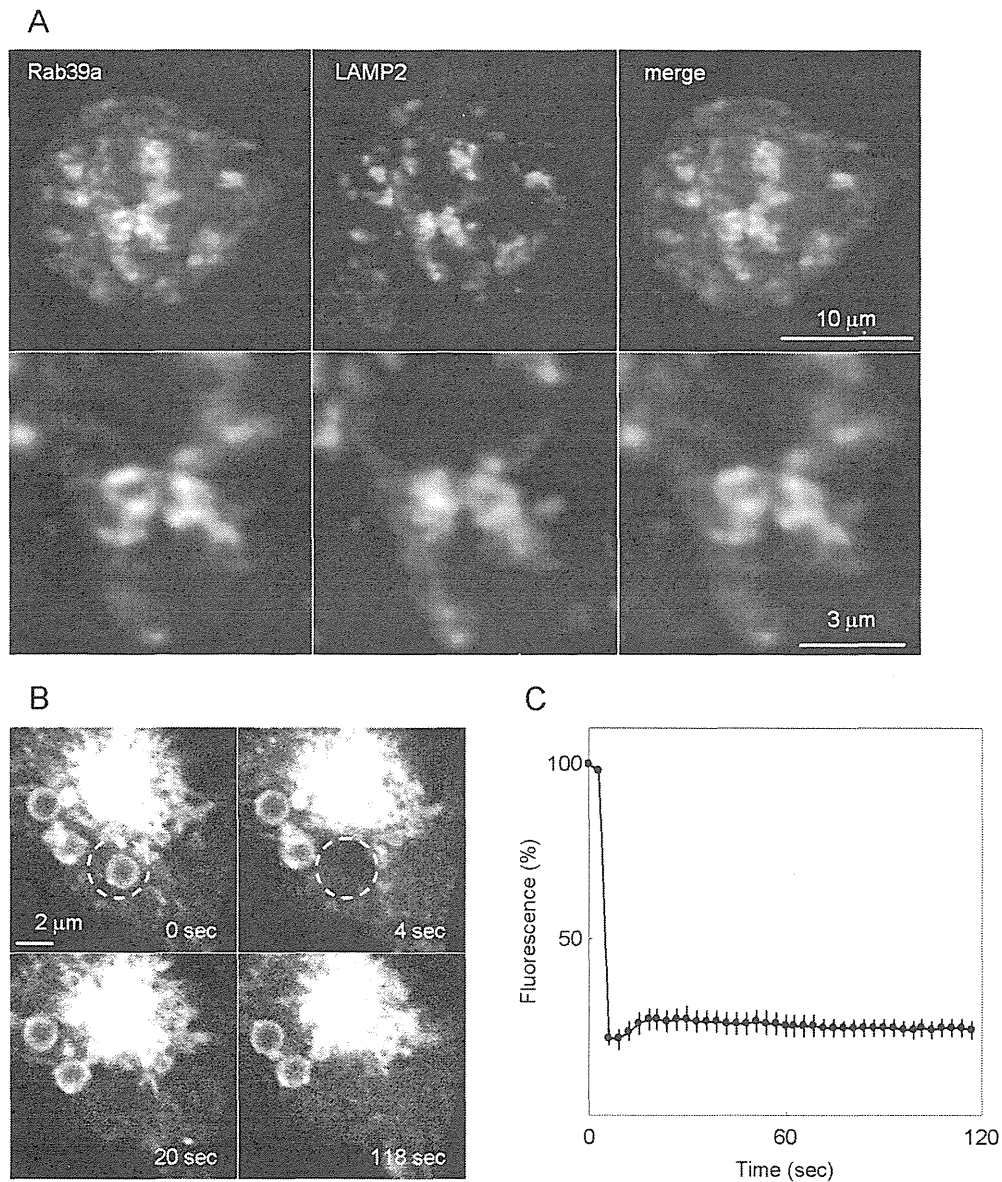 A
Rab39a
LAMP2
merge
10 μm
3 μm
B
C
2 μm
0 sec
4 sec
20 sec
118 sec
100
50
Fluorescence (%)
0
60
120
Time (sec)